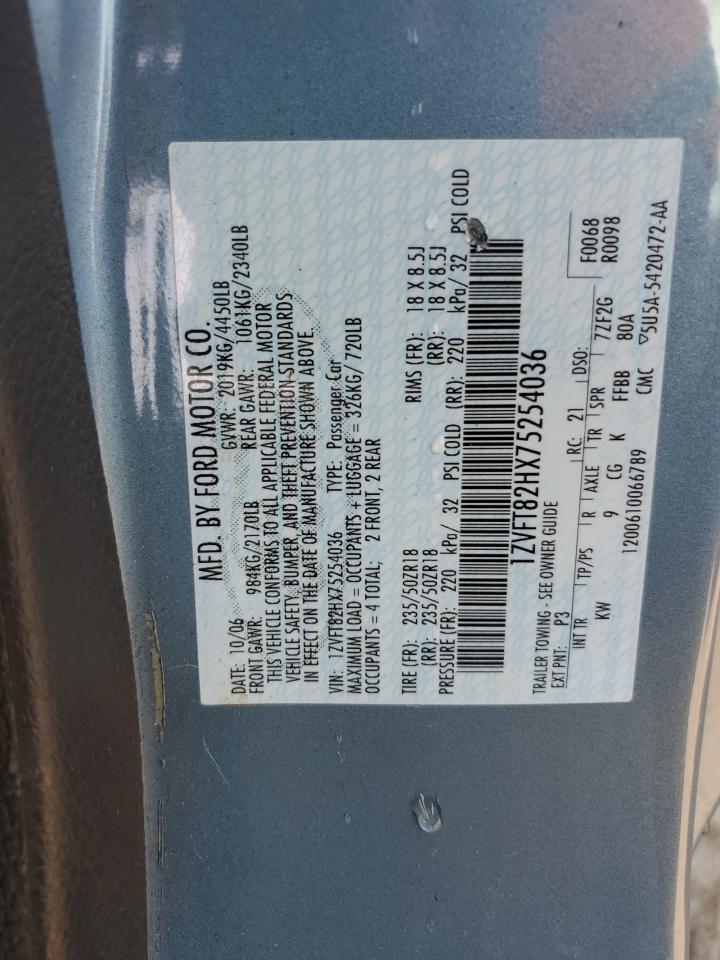 MFD. BY FORD MOTOR CO.
DATE: 10/06 GVWR: 2019KG/4450LB
FRONT GAWR: 984KG/2170LB REAR GAWR: 1061KG/2340LB
THIS VEHICLE CONFORMS TO ALL APPLICABLE FEDERAL MOTOR
VEHICLE SAFETY, BUMPER, AND THEFT PREVENTION STANDARDS
IN EFFECT ON THE DATE OF MANUFACTURE SHOWN ABOVE.
VIN: 1ZVFT82HX75254036 TYPE: Passenger Car
MAXIMUM LOAD = OCCUPANTS + LUGGAGE = 326KG/ 720LB
OCCUPANTS = 4 TOTAL; 2 FRONT, 2 REAR
TIRE (FR): 235/50ZR18 RIMS (FR): 18 X 8.5J
(RR): 235/50ZR18 (RR): 18 X 8.5J
PRESSURE (FR): 220 kPa/ 32 PSI COLD (RR): 220 kPa/ 32 PSI COLD
1ZVFT82HX75254036
TRAILER TOWING - SEE OWNER GUIDE
EXT PNT: P3 RC: 21 DSO: F0068
R0098
INT TR TP/PS R AXLE TR SPR 7ZF2G
KW 9 CG K FFBB 80A
1200610066789 CMC ▽5U5A-5420472-AA